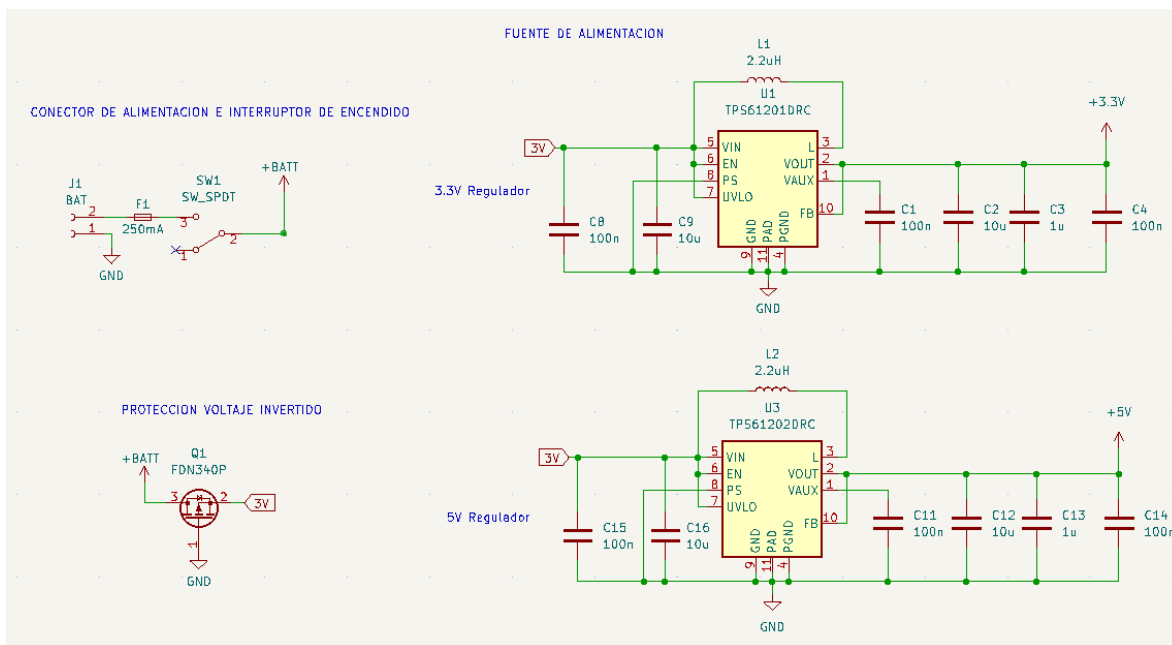 FUENTE DE ALIMENTACION
CONECTOR DE ALIMENTACION E INTERRUPTOR DE ENCENDIDO
J1
BAT
2
1
F1
250mA
SW1
SW_SPDT
3
1
2
+BATT
GND
L1
2.2uH
U1
TPS61201DRC
3V
3.3V Regulador
5 VIN
6 EN
8 PS
7 UVLO
L 3
VOUT 2
VAUX 1
FB 10
GND 9
PAD 11
PGND 4
C8
100n
C9
10u
C1
100n
C2
10u
C3
1u
C4
100n
+3.3V
GND
PROTECCION VOLTAJE INVERTIDO
+BATT
Q1
FDN340P
3
2
1
3V
GND
L2
2.2uH
U3
TPS61202DRC
3V
5V Regulador
5 VIN
6 EN
8 PS
7 UVLO
L 3
VOUT 2
VAUX 1
FB 10
GND 9
PAD 11
PGND 4
C15
100n
C16
10u
C11
100n
C12
10u
C13
1u
C14
100n
+5V
GND